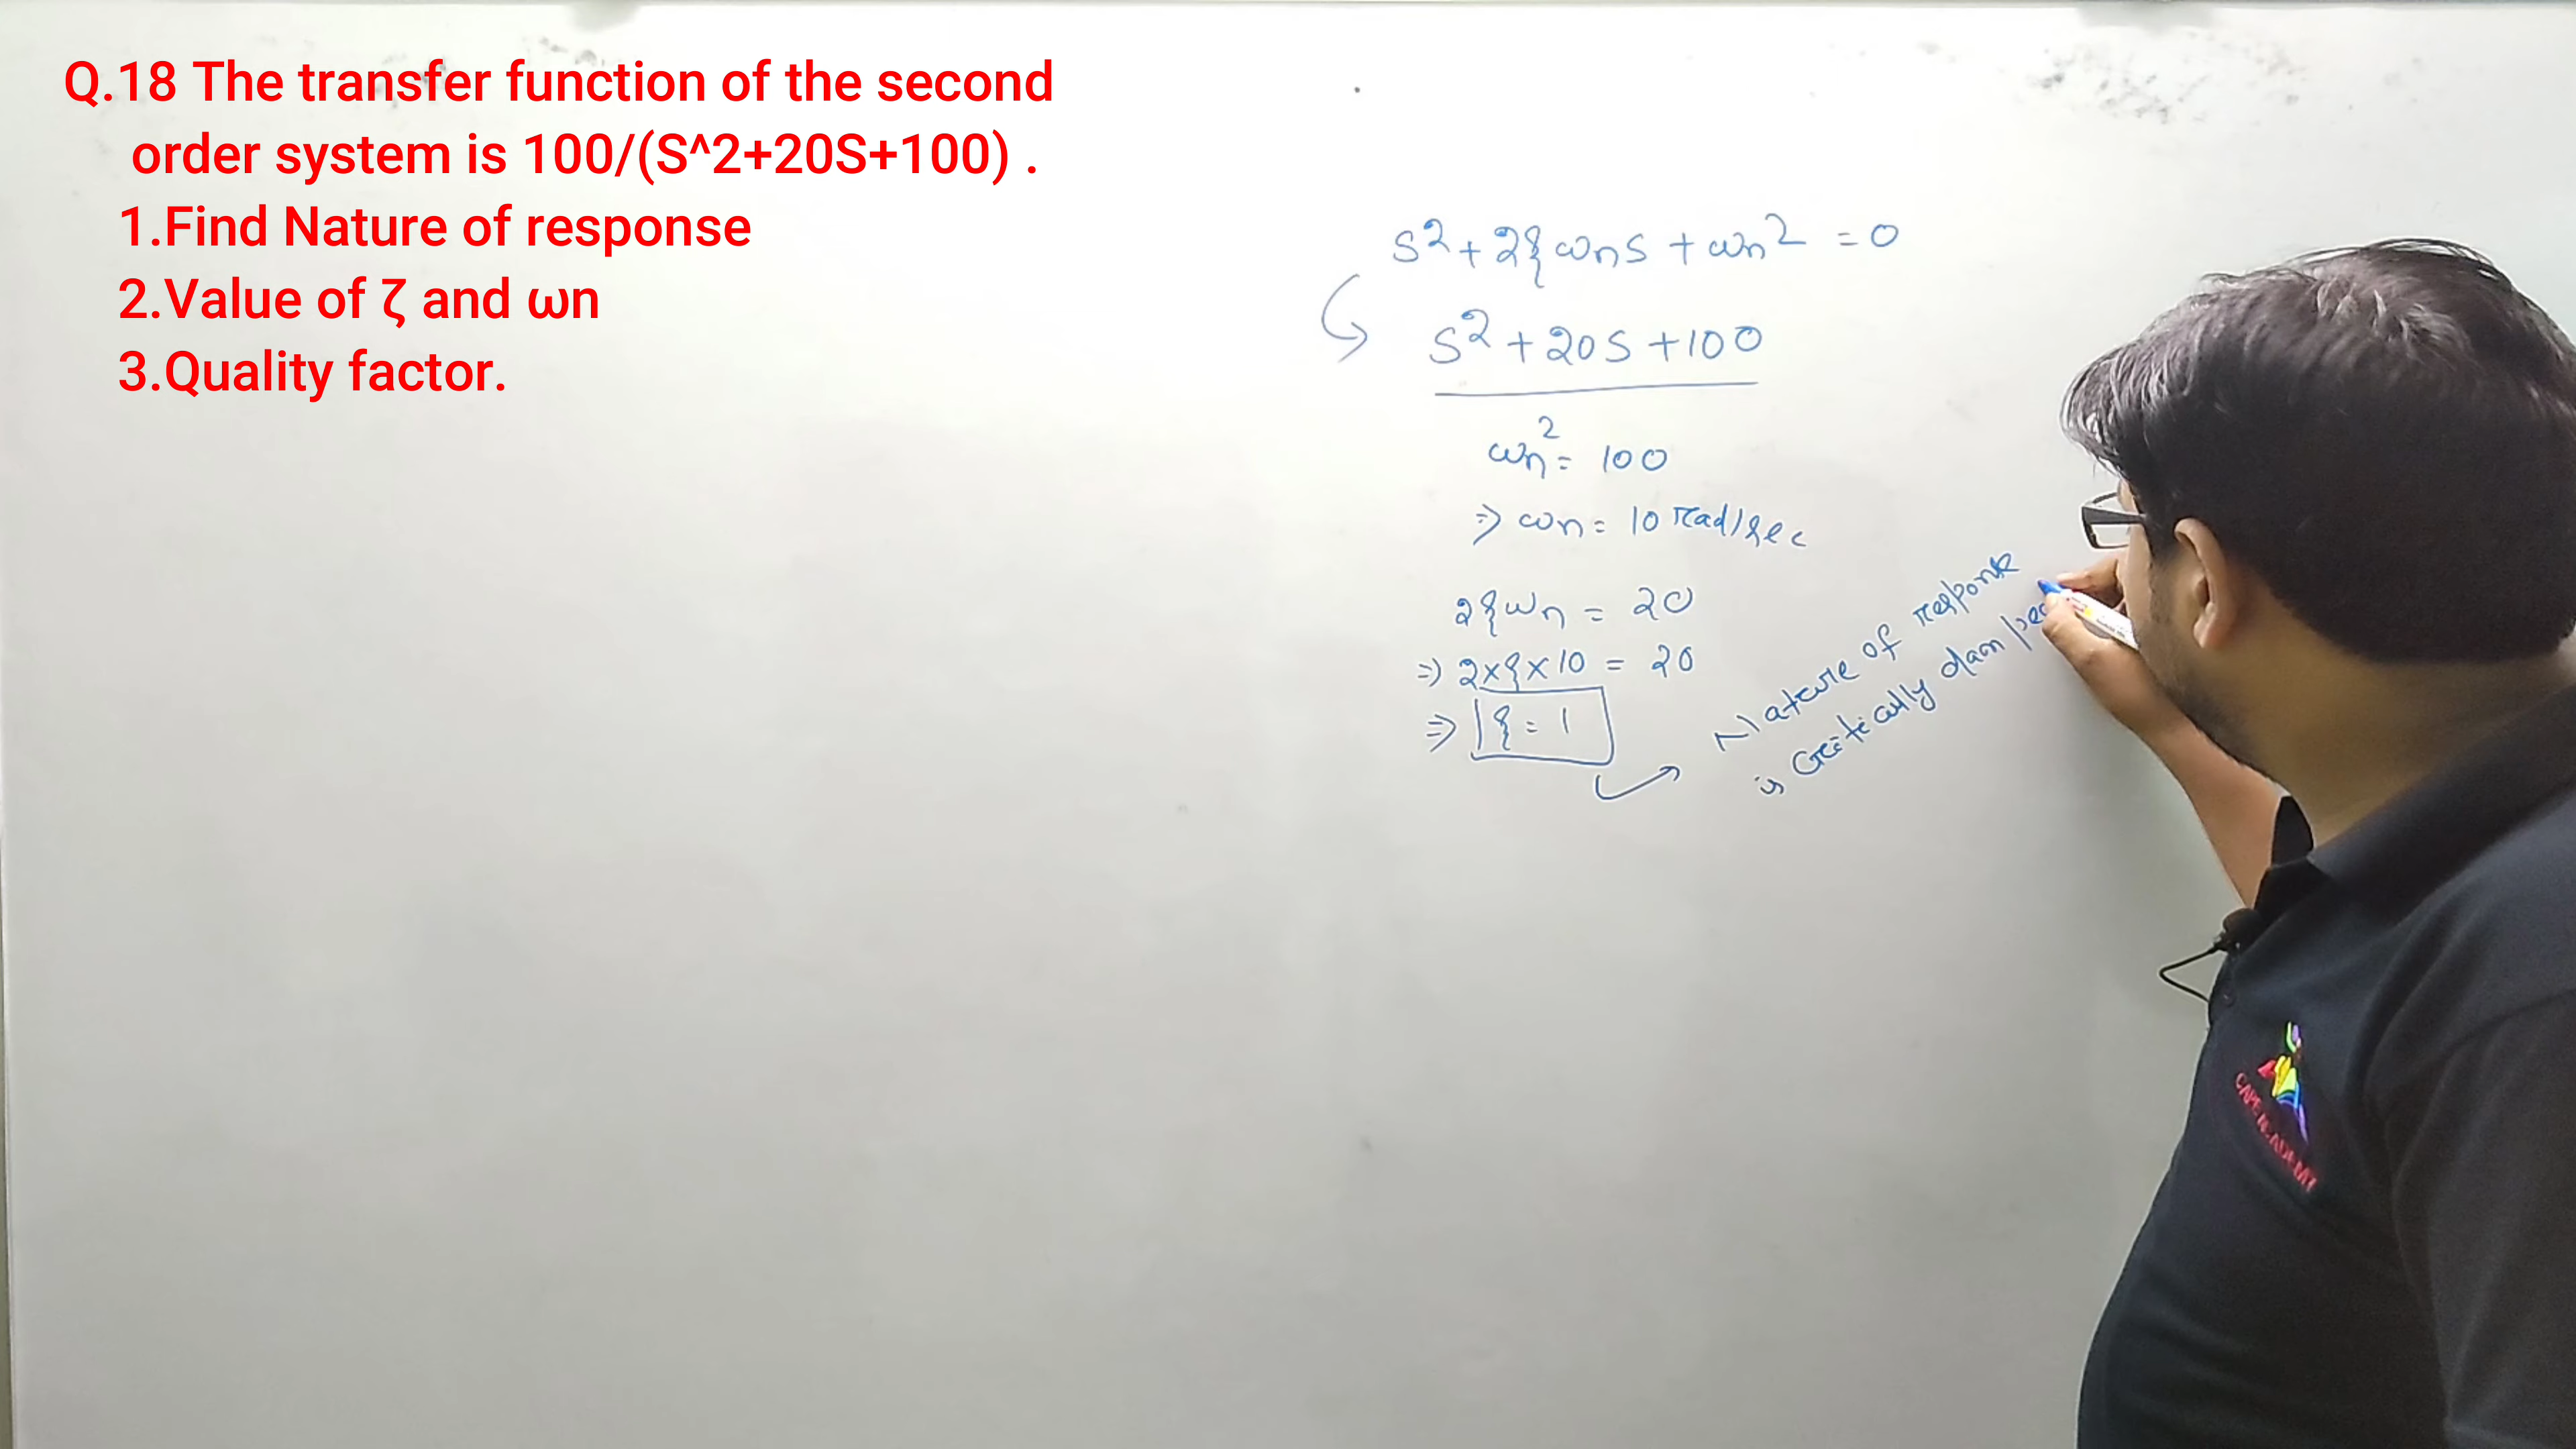 Q.18 The transfer function of the second
order system is 100/(S^2+20S+100) .
1.Find Nature of response
2.Value of ζ and ωn
3.Quality factor.
S² + 2ξωnS + ωn² = 0
S² + 20S + 100
ωn² = 100
⇒ ωn = 10 rad/sec
2ξωn = 20
⇒ 2×ξ×10 = 20
⇒ ξ = 1
Nature of response
is Critically damped
CAPE ACADEMY